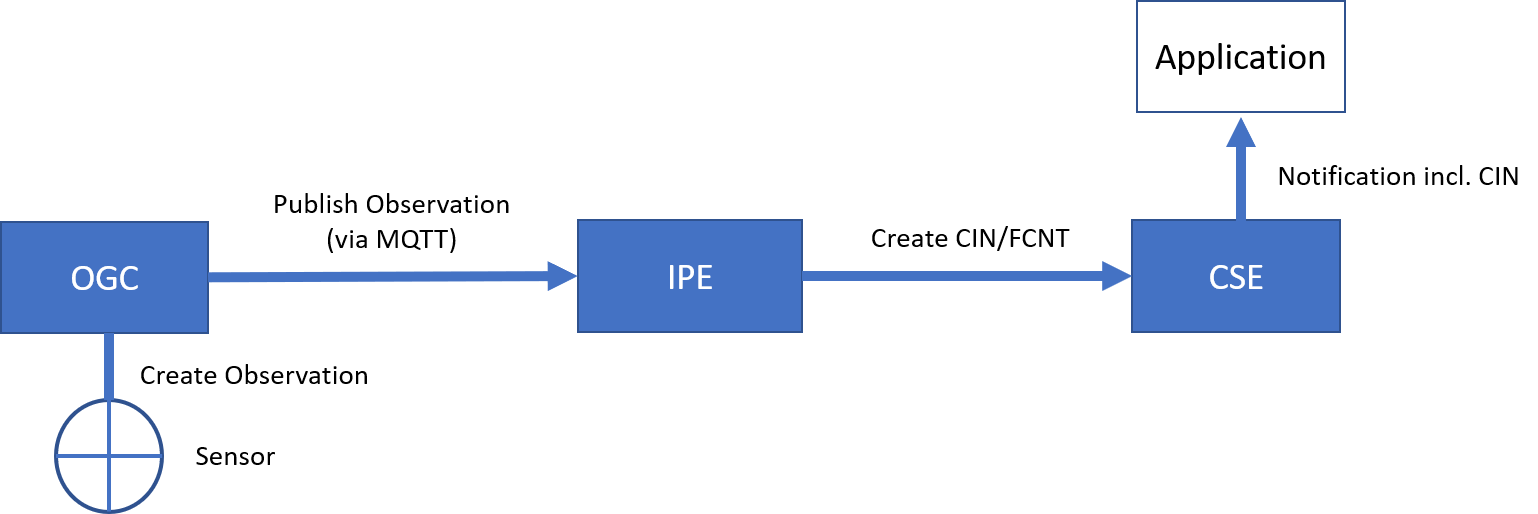 Application
Notification incl. CIN
Publish Observation
(via MQTT)
Create CIN/FCNT
OGC
IPE
CSE
Create Observation
Sensor